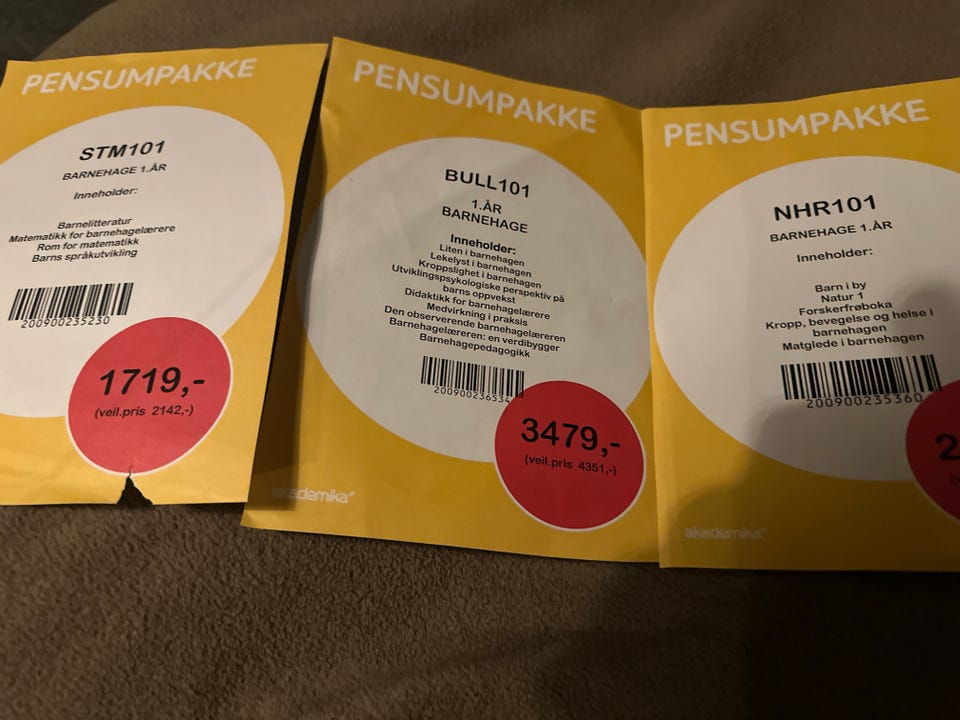 PENSUMPAKKE
STM101
BARNEHAGE 1.ÅR
Inneholder:
Barnelitteratur
Matematikk for barnehagelærere
Rom for matematikk
Barns språkutvikling
200900235230
1719,-
(veil.pris 2142,-)
PENSUMPAKKE
BULL101
1.ÅR
BARNEHAGE
Inneholder:
Liten i barnehagen
Lekelyst i barnehagen
Kroppslighet i barnehagen
Utviklingspsykologiske perspektiv på
barns oppvekst
Didaktikk for barnehagelærere
Medvirkning i praksis
Den observerende barnehagelæreren
Barnehagelæreren: en verdibygger
Barnehagepedagogikk
200900236534
3479,-
(veil.pris 4351,-)
akademika
PENSUMPAKKE
NHR101
BARNEHAGE 1.ÅR
Inneholder:
Barn i by
Natur 1
Forskerfrøboka
Kropp, bevegelse og helse i
barnehagen
Matglede i barnehagen
200900235360
2
akademika